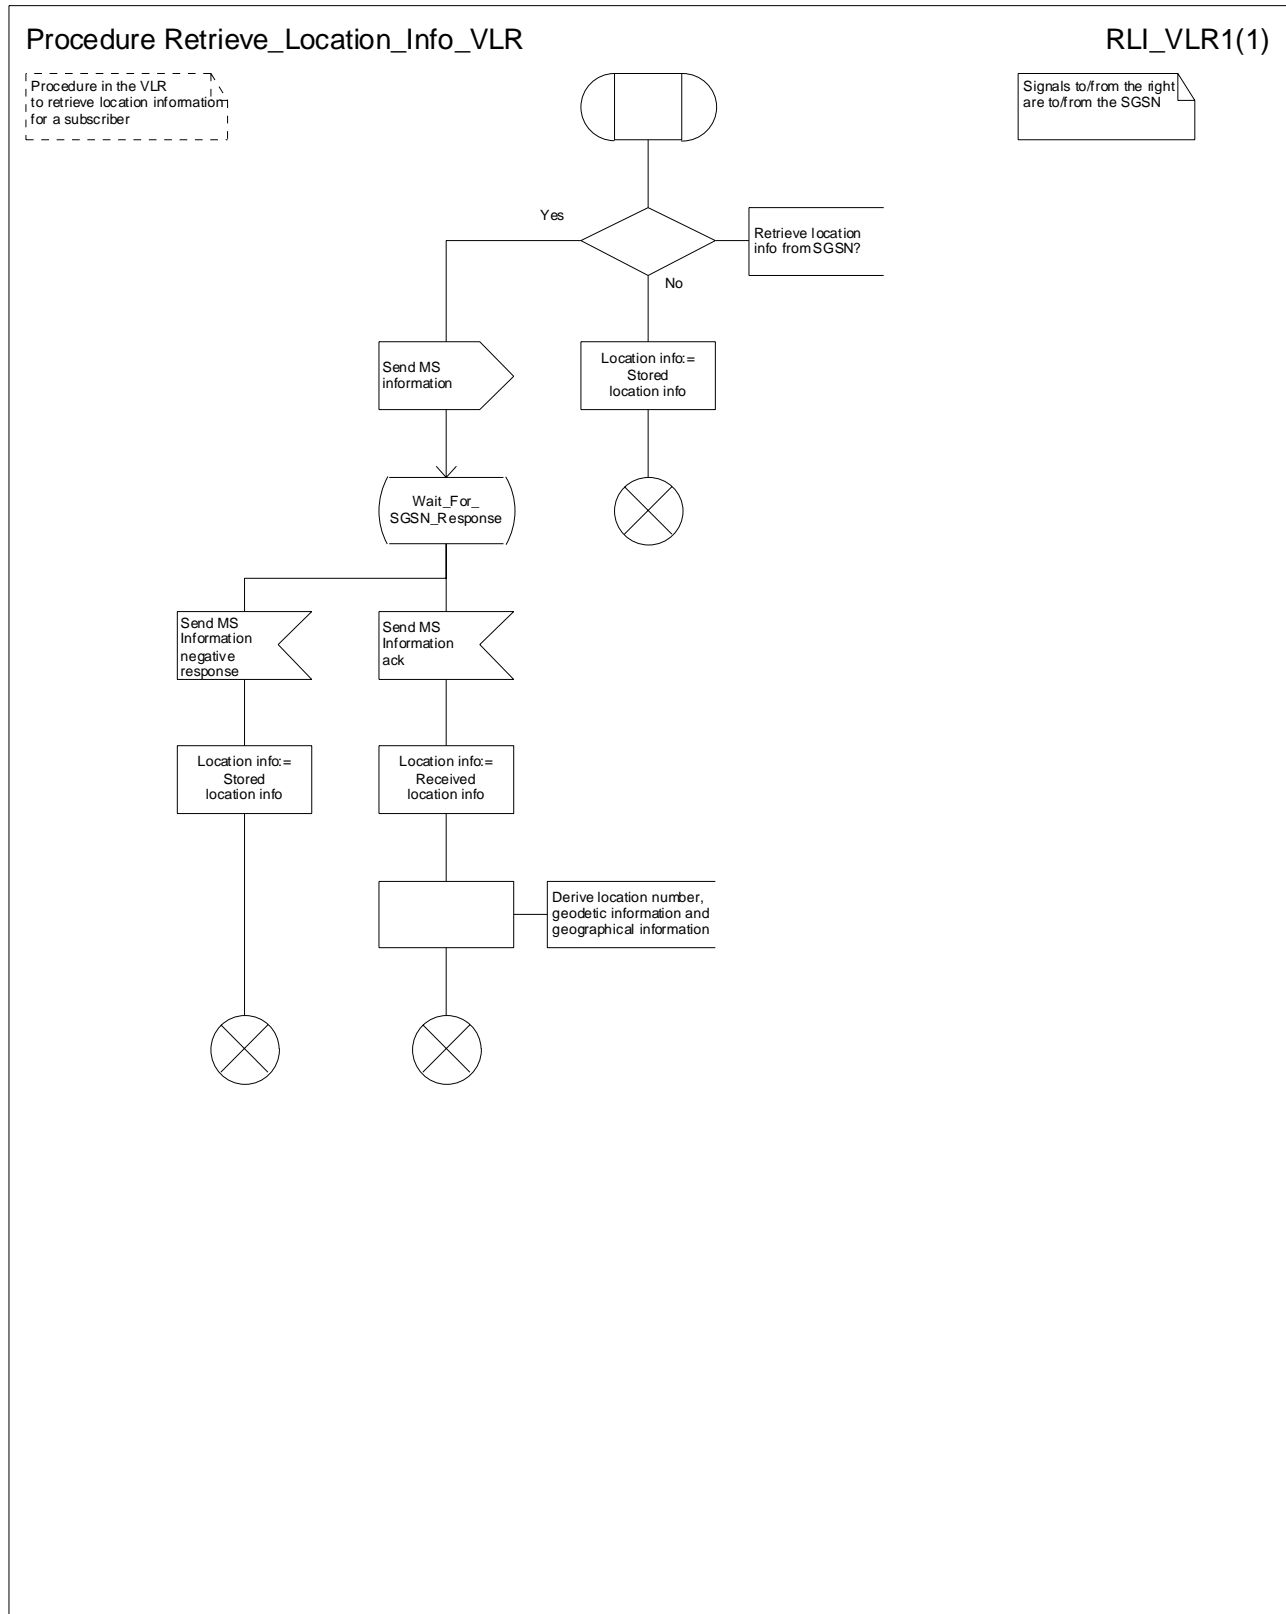 Procedure Retrieve_Location_Info_VLR
RLI_VLR1(1)
Procedure in the VLR
to retrieve location information
for a subscriber
Signals to/from the right
are to/from the SGSN
Yes
Retrieve location
info from SGSN?
No
Send MS
information
Location info:=
Stored
location info
Wait_For_
SGSN_Response
Send MS
Information
negative
response
Send MS
Information
ack
Location info:=
Stored
location info
Location info:=
Received
location info
Derive location number,
geodetic information and
geographical information